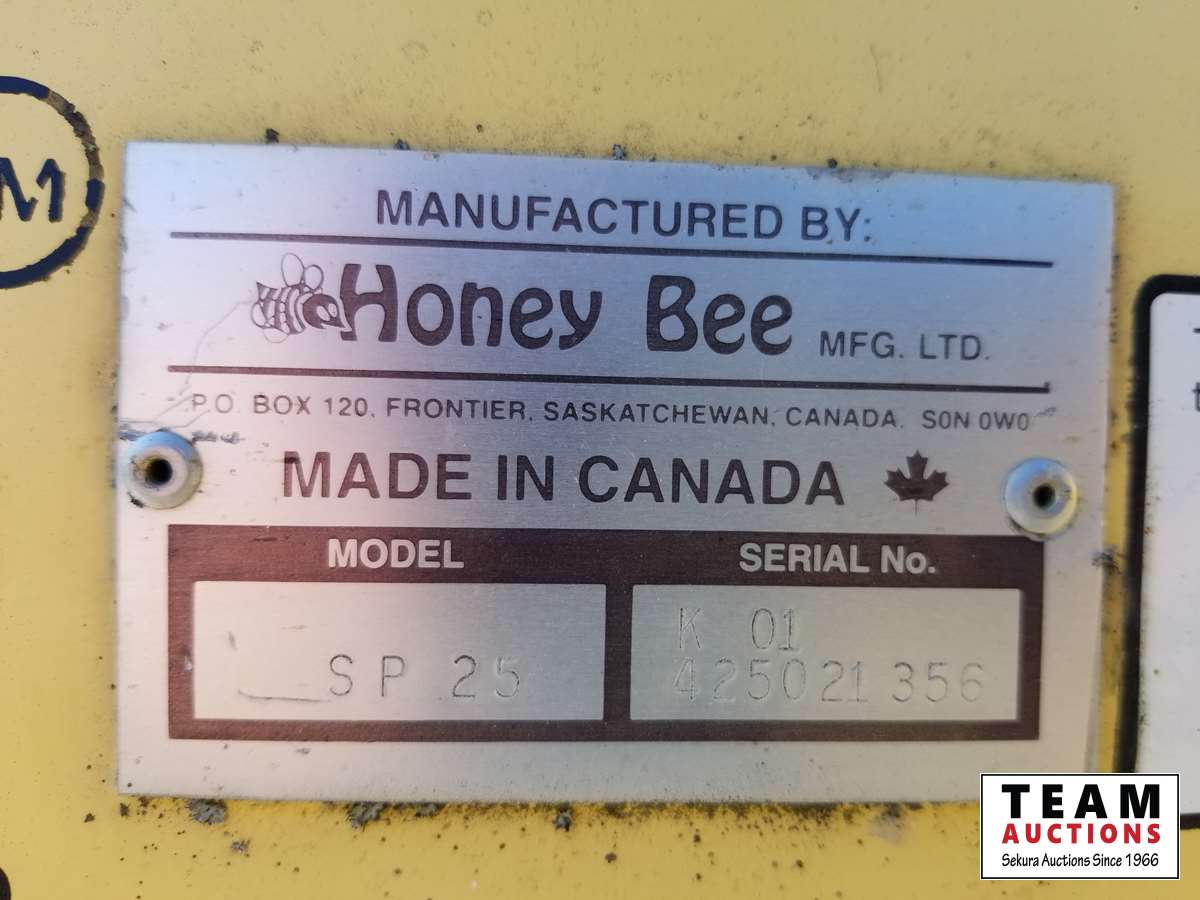 M
MANUFACTURED BY:
Honey Bee MFG. LTD.
P.O. BOX 120, FRONTIER, SASKATCHEWAN, CANADA. S0N 0W0
MADE IN CANADA
MODEL
SERIAL No.
SP 25
K 01
425021356
t
TEAM
AUCTIONS
Sekura Auctions Since 1966